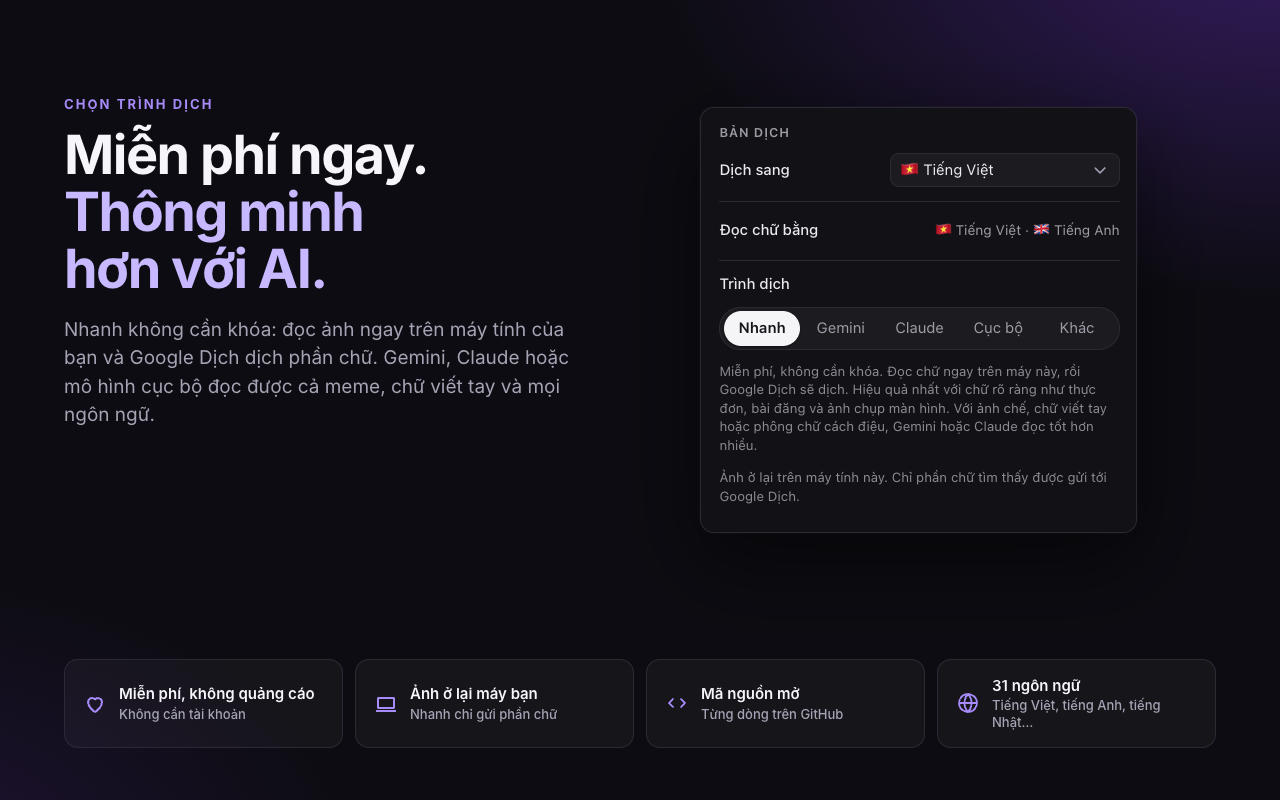 CHỌN TRÌNH DỊCH
Miễn phí ngay.
Thông minh
hơn với AI.
Nhanh không cần khóa: đọc ảnh ngay trên máy tính của
bạn và Google Dịch dịch phần chữ. Gemini, Claude hoặc
mô hình cục bộ đọc được cả meme, chữ viết tay và mọi
ngôn ngữ.
BẢN DỊCH
Dịch sang
Tiếng Việt
Đọc chữ bằng
Tiếng Việt · Tiếng Anh
Trình dịch
Nhanh Gemini Claude Cục bộ Khác
Miễn phí, không cần khóa. Đọc chữ ngay trên máy này, rồi
Google Dịch sẽ dịch. Hiệu quả nhất với chữ rõ ràng như thực
đơn, bài đăng và ảnh chụp màn hình. Với ảnh chế, chữ viết tay
hoặc phông chữ cách điệu, Gemini hoặc Claude đọc tốt hơn
nhiều.
Ảnh ở lại trên máy tính này. Chỉ phần chữ tìm thấy được gửi tới
Google Dịch.
Miễn phí, không quảng cáo
Không cần tài khoản
Ảnh ở lại máy bạn
Nhanh chỉ gửi phần chữ
Mã nguồn mở
Từng dòng trên GitHub
31 ngôn ngữ
Tiếng Việt, tiếng Anh, tiếng
Nhật...